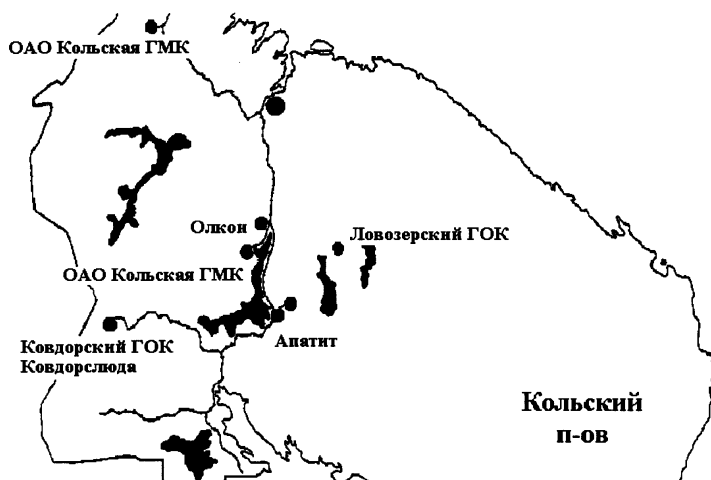 ОАО Кольская ГМК
Олкон
Ловозерский ГОК
ОАО Кольская ГМК
Апатит
Ковдорский ГОК
Ковдорслюда
Кольский
п-ов